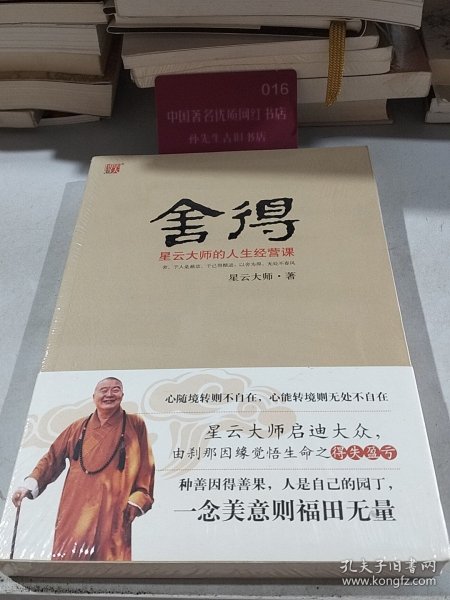 016
中国著名优质网红书店
孙先生古旧书店
舍得
星云大师的人生经营课
星云大师·著
心随境转则不自在，心能转境则无处不自在
星云大师启迪大众，
由刹那因缘觉悟生命之得失盈亏
种善因得善果，人是自己的园丁，
一念美意则福田无量
孔夫子旧书网
www.kongfz.com